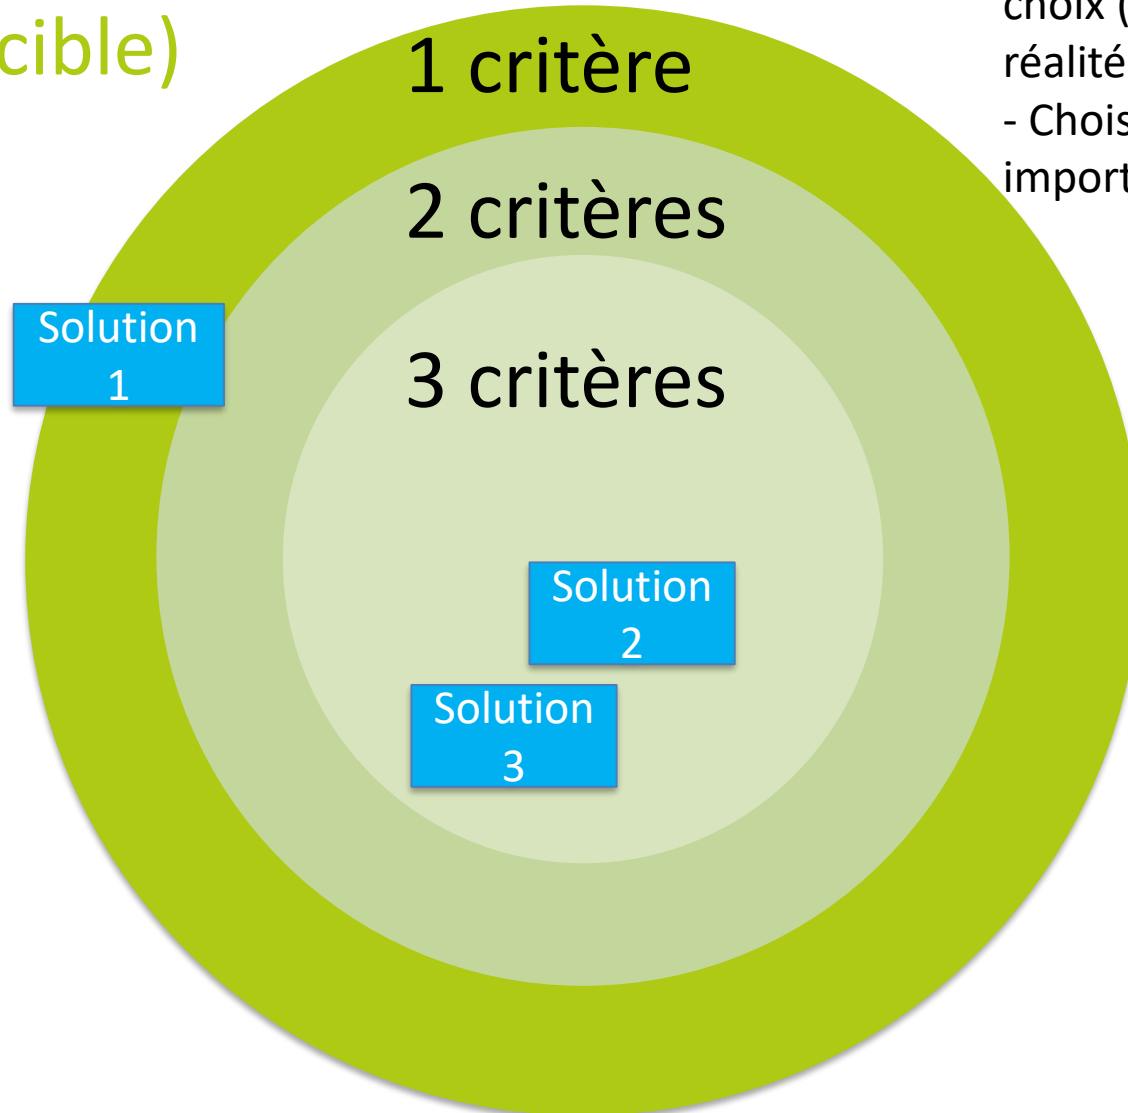 cible)
1 critère
choix (
réalité
- Chois
import
2 critères
Solution
1
3 critères
Solution
2
Solution
3